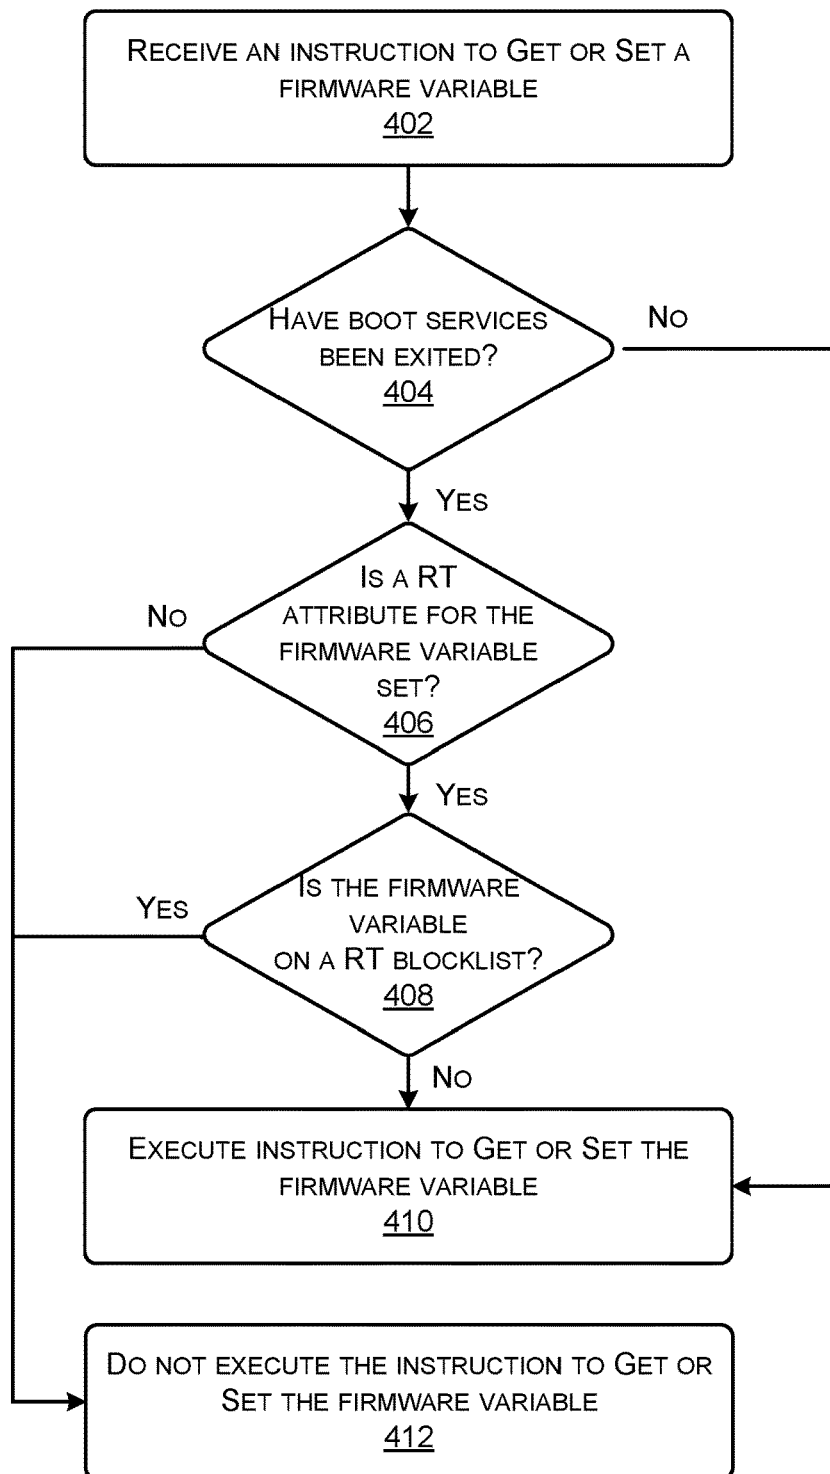 RECEIVE AN INSTRUCTION TO GET OR SET A
FIRMWARE VARIABLE
402
HAVE BOOT SERVICES
BEEN EXITED?
404
NO
YES
IS A RT
ATTRIBUTE FOR THE
FIRMWARE VARIABLE
SET?
406
NO
YES
IS THE FIRMWARE
VARIABLE
ON A RT BLOCKLIST?
408
YES
NO
EXECUTE INSTRUCTION TO GET OR SET THE
FIRMWARE VARIABLE
410
DO NOT EXECUTE THE INSTRUCTION TO GET OR
SET THE FIRMWARE VARIABLE
412